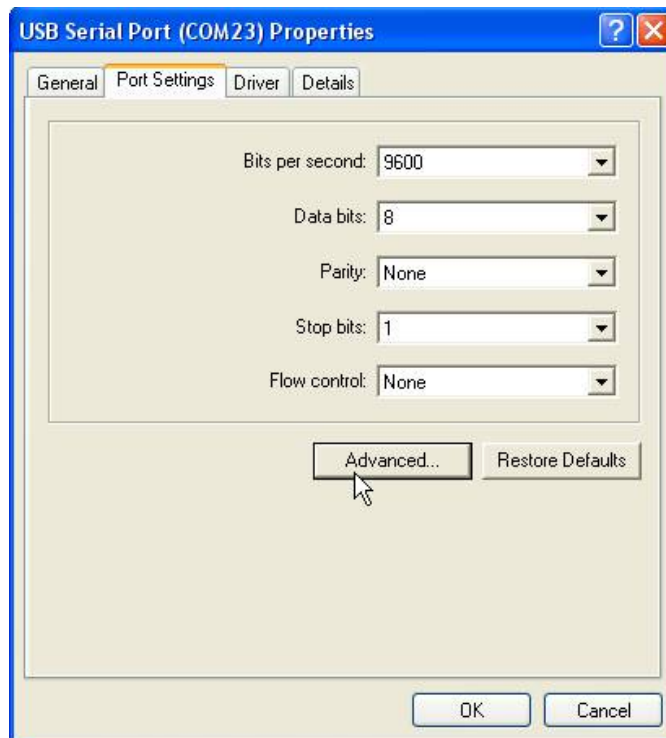 USB Serial Port (COM23) Properties
General Port Settings Driver Details
Bits per second: 9600
Data bits: 8
Parity: None
Stop bits: 1
Flow control: None
Advanced... Restore Defaults
OK Cancel